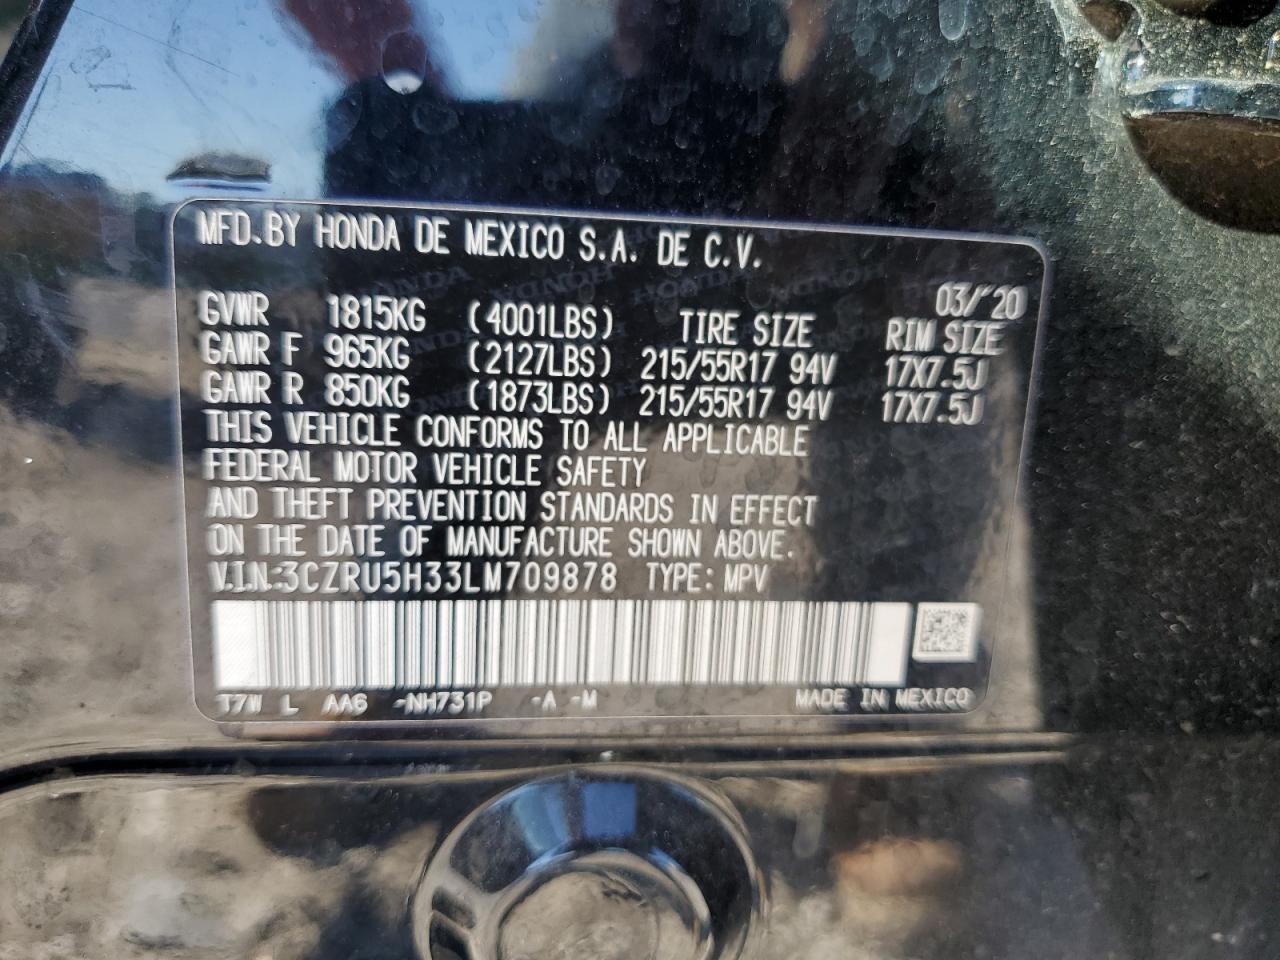 MFD.BY HONDA DE MEXICO S.A. DE C.V.
03/20
GVWR 1815KG (4001LBS) TIRE SIZE RIM SIZE
GAWR F 965KG (2127LBS) 215/55R17 94V 17X7.5J
GAWR R 850KG (1873LBS) 215/55R17 94V 17X7.5J
THIS VEHICLE CONFORMS TO ALL APPLICABLE
FEDERAL MOTOR VEHICLE SAFETY
AND THEFT PREVENTION STANDARDS IN EFFECT
ON THE DATE OF MANUFACTURE SHOWN ABOVE.
V.I.N.:3CZRU5H33LM709878 TYPE: MPV
T7W L AA6 -NH731P -A -M MADE IN MEXICO